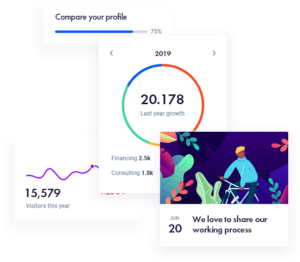 Compare your profile
75%
2019
20.178
Last year growth
Financing 2.5k
Consulting 1.8k
15,579
Visitors this year
JUN
20
We love to share our
working process